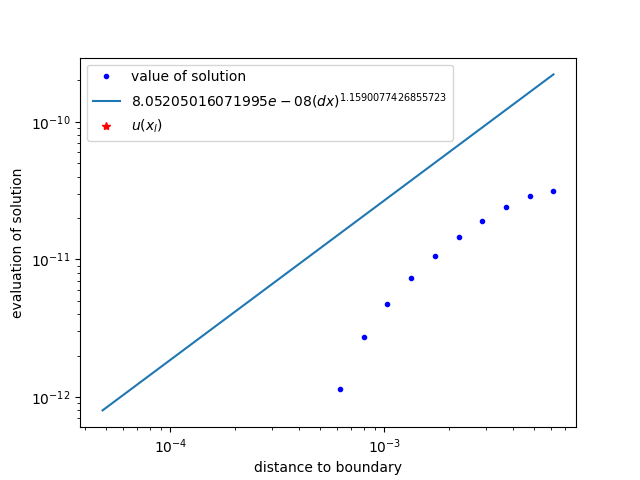 value of solution
8.05205016071995e − 08(dx)^1.1590077426855723
u(x_l)
evaluation of solution
10^−10
10^−11
10^−12
10^−4
10^−3
distance to boundary